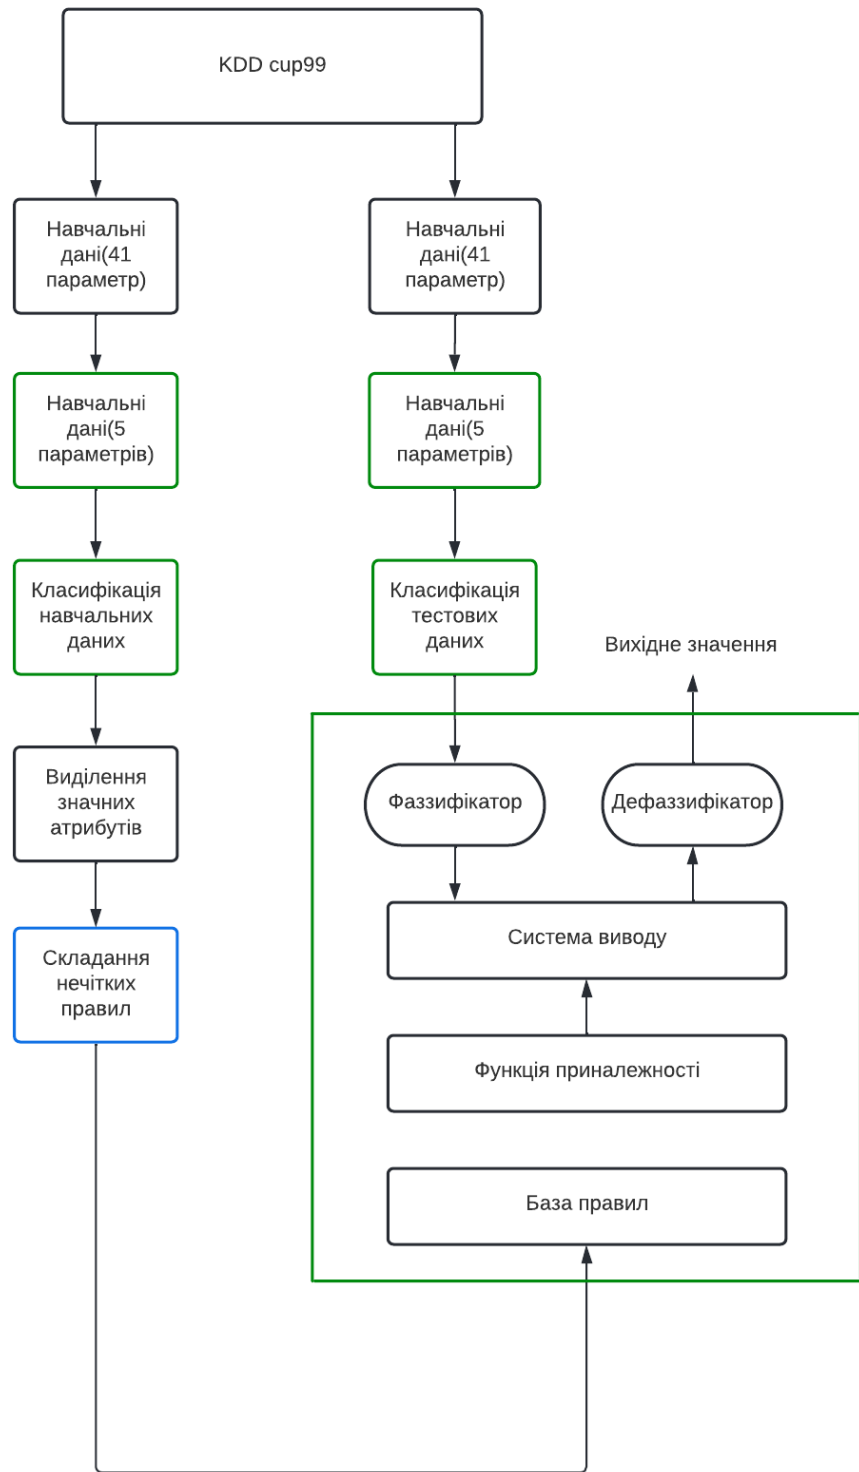 KDD cup99
Навчальні
дані(41
параметр)
Навчальні
дані(41
параметр)
Навчальні
дані(5
параметрів)
Навчальні
дані(5
параметрів)
Класифікація
навчальних
даних
Класифікація
тестових
даних
Вихідне значення
Виділення
значних
атрибутів
Фаззифікатор
Дефаззифікатор
Складання
нечітких
правил
Система виводу
Функція приналежності
База правил